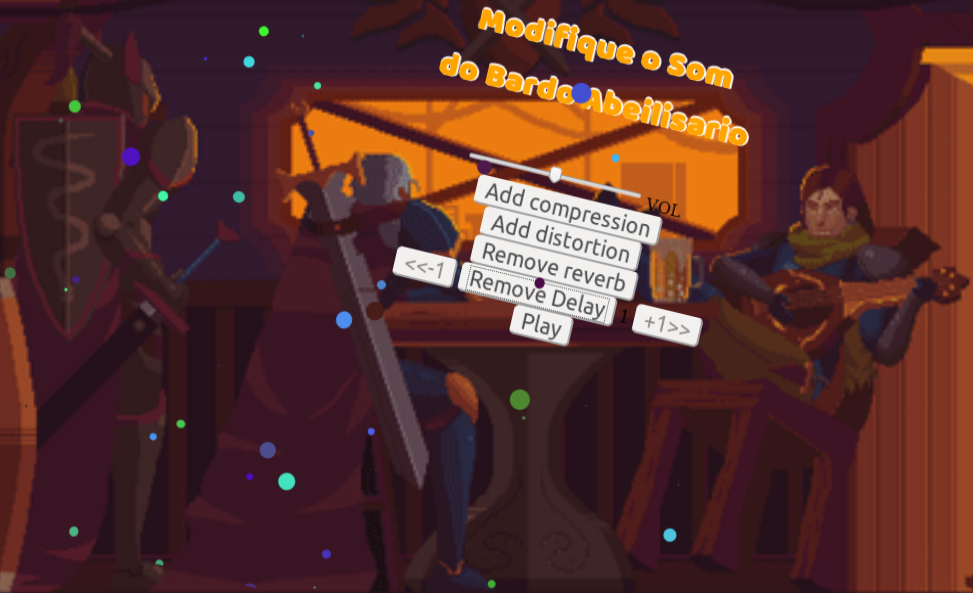 Modifique o Som
do Bardo Abeilisario
VOL
Add compression
Add distortion
Remove reverb
<<-1
Remove Delay
1
+1>>
Play